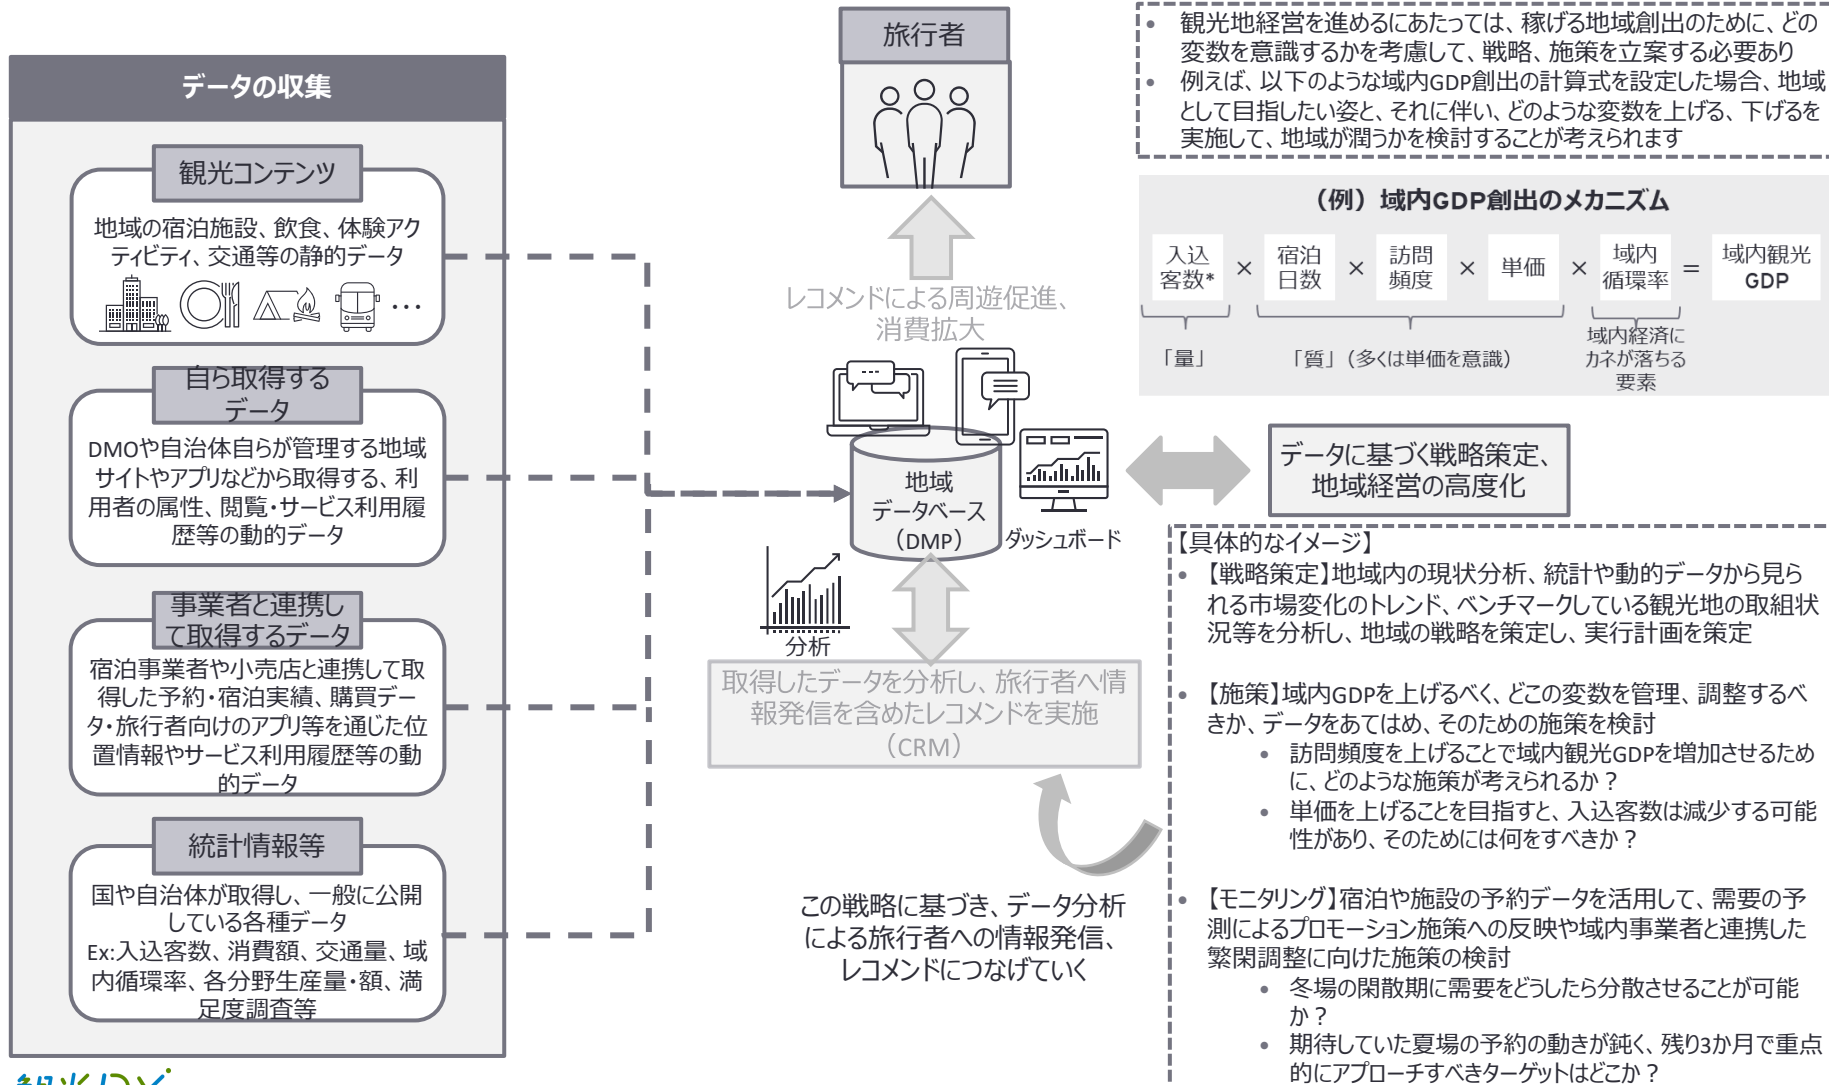 データの収集
観光コンテンツ
地域の宿泊施設、飲食、体験アク
ティビティ、交通等の静的データ
…
自ら取得する
データ
DMOや自治体自らが管理する地域
サイトやアプリなどから取得する、利
用者の属性、閲覧・サービス利用履
歴等の動的データ
事業者と連携し
て取得するデータ
宿泊事業者や小売店と連携して取
得した予約・宿泊実績、購買デー
タ・旅行者向けのアプリ等を通じた位
置情報やサービス利用履歴等の動
的データ
統計情報等
国や自治体が取得し、一般に公開
している各種データ
Ex:入込客数、消費額、交通量、域
内循環率、各分野生産量・額、満
足度調査等
旅行者
レコメンドによる周遊促進、
消費拡大
地域
データベース
（DMP）
ダッシュボード
分析
取得したデータを分析し、旅行者へ情
報発信を含めたレコメンドを実施
（CRM）
この戦略に基づき、データ分析
による旅行者への情報発信、
レコメンドにつなげていく
• 観光地経営を進めるにあたっては、稼げる地域創出のために、どの
変数を意識するかを考慮して、戦略、施策を立案する必要あり
• 例えば、以下のような域内GDP創出の計算式を設定した場合、地域
として目指したい姿と、それに伴い、どのような変数を上げる、下げるを
実施して、地域が潤うかを検討することが考えられます
（例）域内GDP創出のメカニズム
入込
客数*
×
宿泊
日数
×
訪問
頻度
×
単価
×
域内
循環率
=
域内観光
GDP
「量」
「質」（多くは単価を意識）
域内経済に
カネが落ちる
要素
データに基づく戦略策定、
地域経営の高度化
【具体的なイメージ】
• 【戦略策定】地域内の現状分析、統計や動的データから見ら
れる市場変化のトレンド、ベンチマークしている観光地の取組状
況等を分析し、地域の戦略を策定し、実行計画を策定
• 【施策】域内GDPを上げるべく、どこの変数を管理、調整するべ
きか、データをあてはめ、そのための施策を検討
• 訪問頻度を上げることで域内観光GDPを増加させるため
に、どのような施策が考えられるか？
• 単価を上げることを目指すと、入込客数は減少する可能
性があり、そのためには何をすべきか？
• 【モニタリング】宿泊や施設の予約データを活用して、需要の予
測によるプロモーション施策への反映や域内事業者と連携した
繁閑調整に向けた施策の検討
• 冬場の閑散期に需要をどうしたら分散させることが可能
か？
• 期待していた夏場の予約の動きが鈍く、残り3か月で重点
的にアプローチすべきターゲットはどこか？